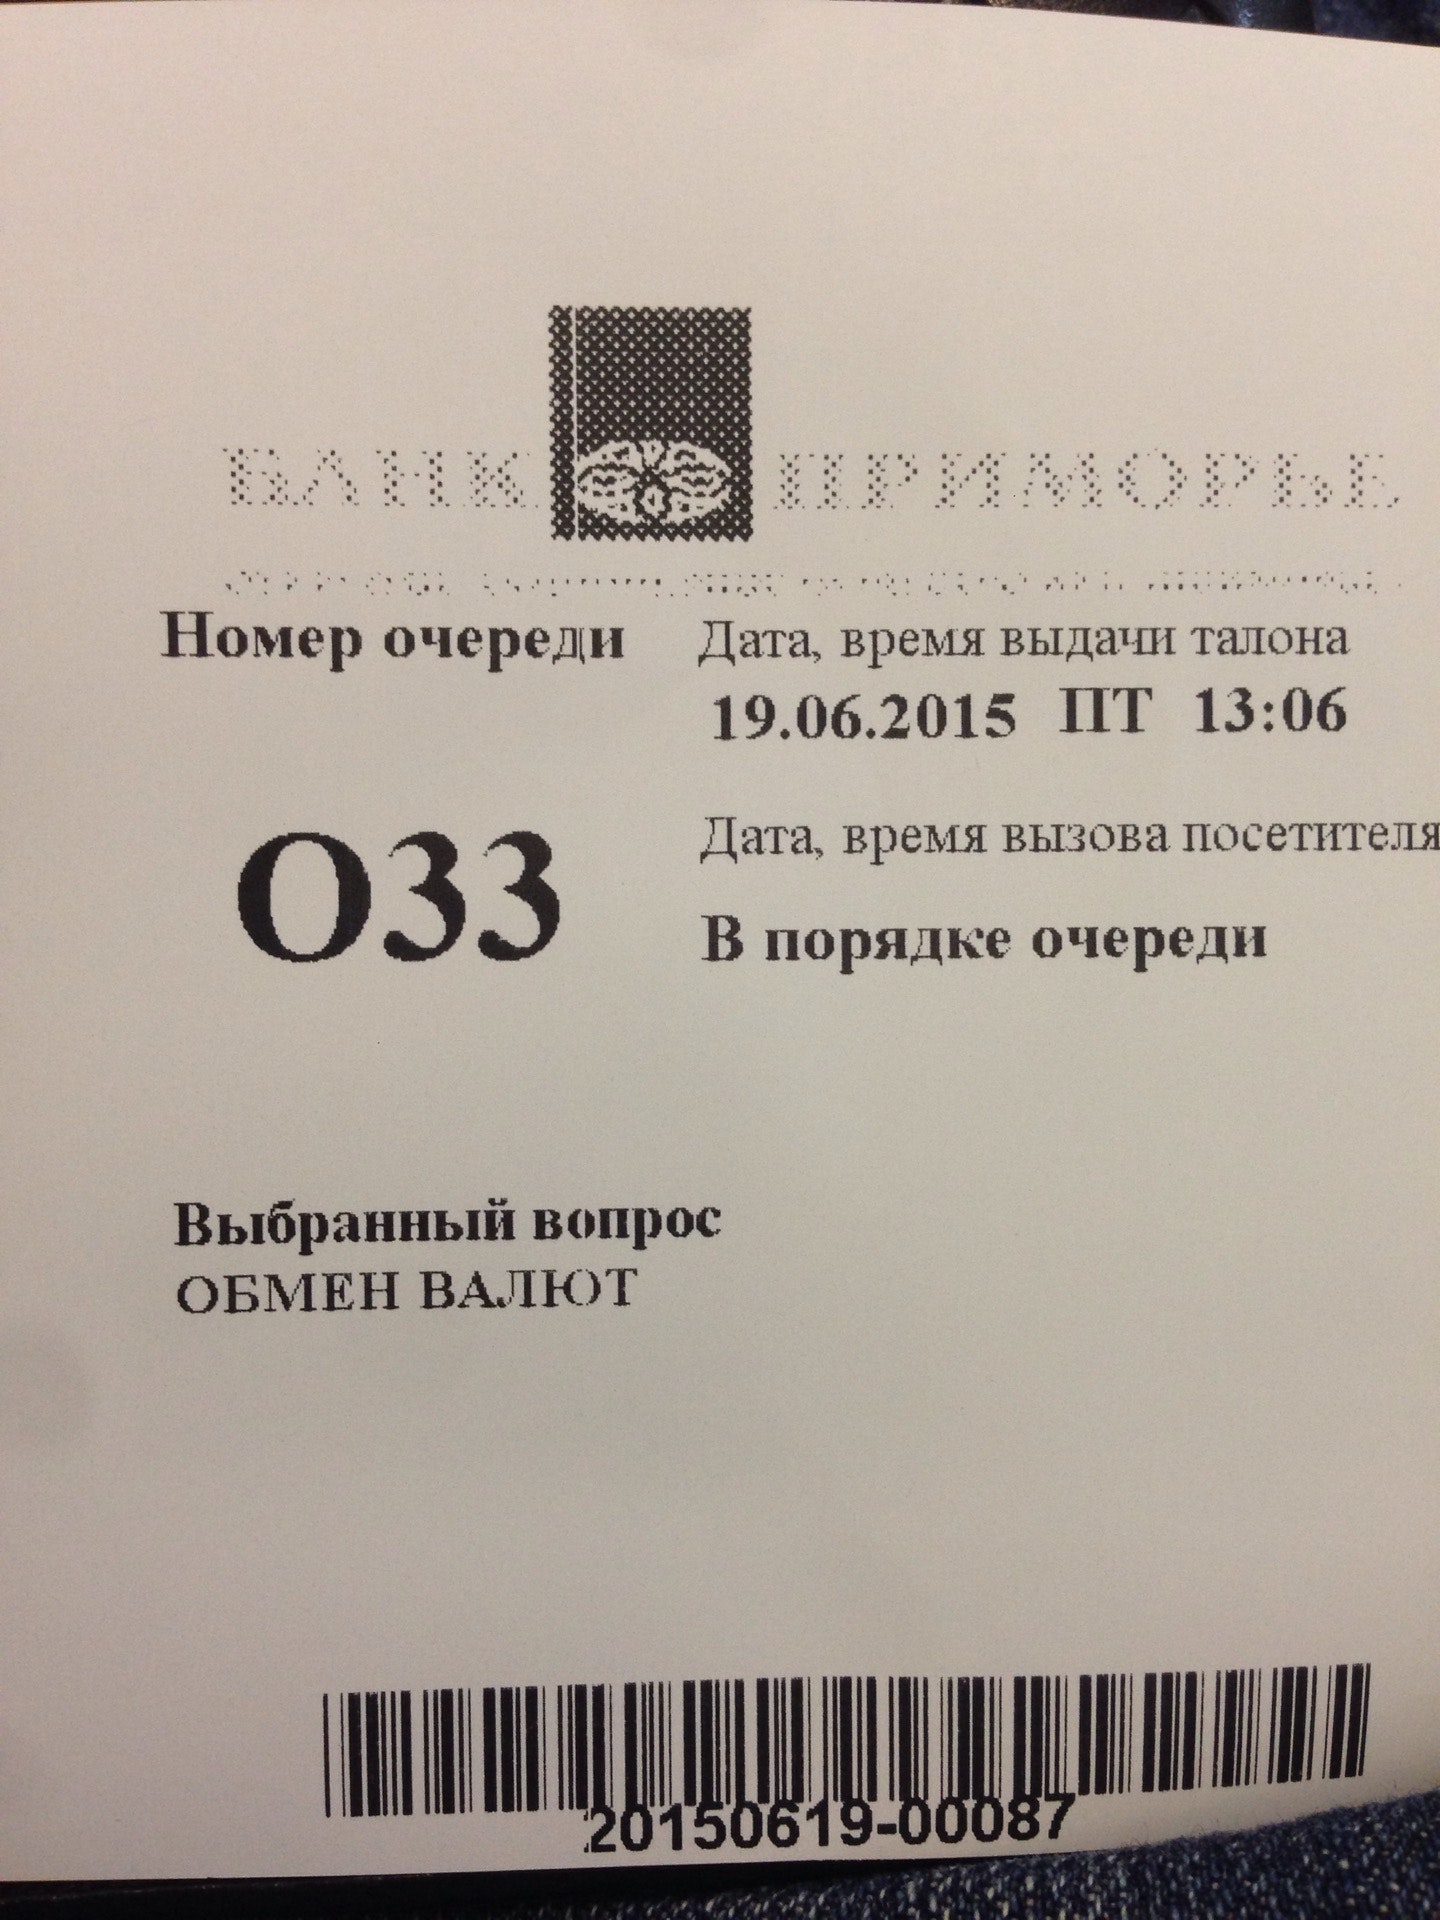 БАНК ПРИМОРЬЕ
Номер очереди
Дата, время выдачи талона
19.06.2015 ПТ 13:06
О33
Дата, время вызова посетителя
В порядке очереди
Выбранный вопрос
ОБМЕН ВАЛЮТ
20150619-00087